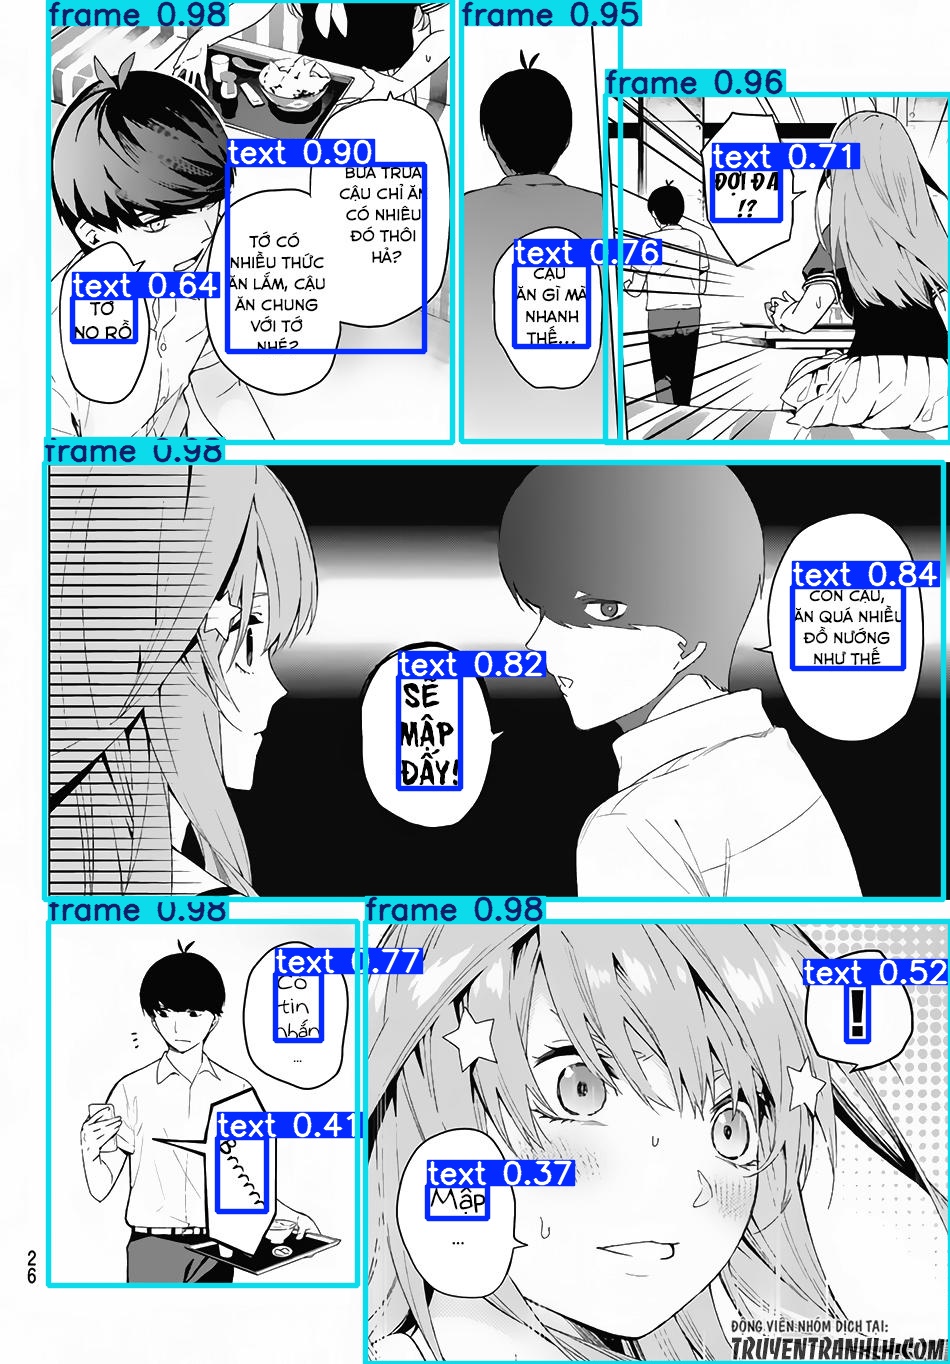 frame 0.98
frame 0.95
frame 0.96
text 0.90
BỮA TRƯA
CẬU CHỈ ĂN
CÓ NHIÊU
ĐÓ THÔI
HẢ?
TỚ CÓ
NHIỀU THỨC
ĂN LẮM, CẬU
ĂN CHUNG
VỚI TỚ
NHÉ?
text 0.64
TỚ
NO RỒ
text 0.76
CẬU
ĂN GÌ MÀ
NHANH
THẾ...
text 0.71
ĐỢI ĐÃ
!?
frame 0.98
text 0.84
CÒN CẬU,
ĂN QUÁ NHIỀU
ĐỒ NƯỚNG
NHƯ THẾ
text 0.82
SẼ
MẬP
ĐẤY!
frame 0.98
text 0.77
Có
tin
nhắn
...
text 0.41
frame 0.98
text 0.52
!
text 0.37
Mập
...
26
ĐỘNG VIÊN NHÓM DỊCH TẠI:
TRUYENTRANHLH.COM